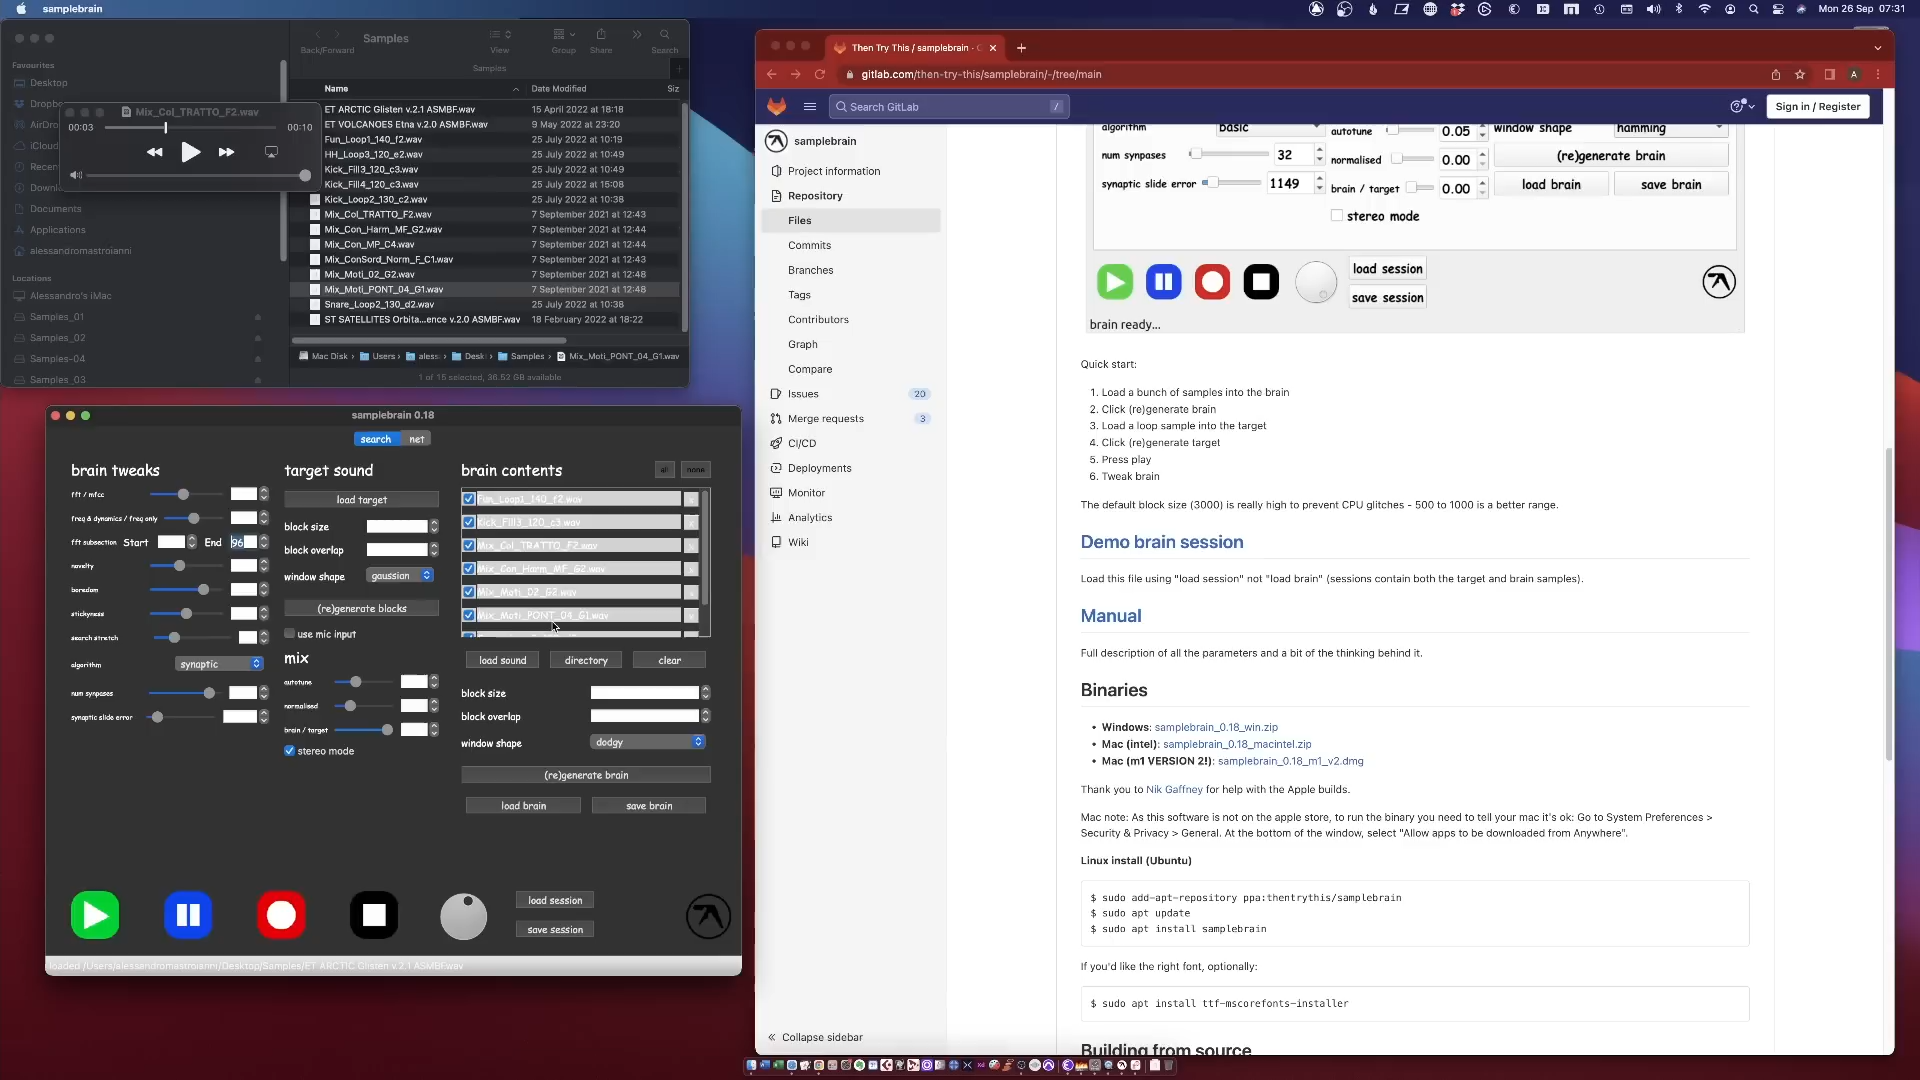 samplebrain
Mon 26 Sep 07:31
Samples
Back/Forward
View
Group
Share
Search
Samples
Favourites
Desktop
Dropb
AirDro
iCloud
Recen
Downl
Documents
Applications
alessandromastroianni
Locations
Alessandro's iMac
Samples_01
Samples_02
Samples-04
Samples_03
Mix_Col_TRATTO_F2.wav
00:03
00:10
Name
Date Modified
Siz
ET ARCTIC Glisten v.2.1 ASMBF.wav 15 April 2022 at 18:18
ET VOLCANOES Etna v.2.0 ASMBF.wav 9 May 2022 at 23:20
Fun_Loop1_140_f2.wav 25 July 2022 at 10:19
HH_Loop3_120_e2.wav 25 July 2022 at 10:49
Kick_Fill3_120_c3.wav 25 July 2022 at 10:49
Kick_Fill4_120_c3.wav 25 July 2022 at 15:08
Kick_Loop2_130_c2.wav 25 July 2022 at 10:38
Mix_Col_TRATTO_F2.wav 7 September 2021 at 12:43
Mix_Con_Harm_MF_G2.wav 7 September 2021 at 12:44
Mix_Con_MP_C4.wav 7 September 2021 at 12:44
Mix_ConSord_Norm_F_C1.wav 7 September 2021 at 12:43
Mix_Moti_02_G2.wav 7 September 2021 at 12:48
Mix_Moti_PONT_04_G1.wav 7 September 2021 at 12:48
Snare_Loop2_130_d2.wav 25 July 2022 at 10:38
ST SATELLITES Orbita...ence v.2.0 ASMBF.wav 18 February 2022 at 18:22
Mac Disk › Users › aless › Desk › Samples › Mix_Moti_PONT_04_G1.wav
1 of 15 selected, 36.52 GB available
samplebrain 0.18
search net
brain tweaks
fft / mfcc
freq & dynamics / freq only
fft subsection Start End 96
novelty
boredom
stickyness
search stretch
algorithm synaptic
num synpases
synaptic slide error
target sound
load target
block size
block overlap
window shape gaussian
(re)generate blocks
use mic input
mix
autotune
normalised
brain / target
stereo mode
brain contents
all none
Fun_Loop1_140_f2.wav
Kick_Fill3_120_c3.wav
Mix_Col_TRATTO_F2.wav
Mix_Con_Harm_MF_G2.wav
Mix_Moti_02_G2.wav
Mix_Moti_PONT_04_G1.wav
load sound directory clear
block size
block overlap
window shape dodgy
(re)generate brain
load brain save brain
load session
save session
loaded /Users/alessandromastroianni/Desktop/Samples/ET ARCTIC Glisten v.2.1 ASMBF.wav
Then Try This / samplebrain ·
gitlab.com/then-try-this/samplebrain/-/tree/main
A
Search GitLab /
Sign in / Register
samplebrain
Project information
Repository
Files
Commits
Branches
Tags
Contributors
Graph
Compare
Issues 20
Merge requests 3
CI/CD
Deployments
Monitor
Analytics
Wiki
Collapse sidebar
algorithm basic autotune 0.05 window shape hamming
num synpases 32 normalised 0.00 (re)generate brain
synaptic slide error 1149 brain / target 0.00 load brain save brain
stereo mode
load session
save session
brain ready...
Quick start:
1. Load a bunch of samples into the brain
2. Click (re)generate brain
3. Load a loop sample into the target
4. Click (re)generate target
5. Press play
6. Tweak brain
The default block size (3000) is really high to prevent CPU glitches - 500 to 1000 is a better range.
Demo brain session
Load this file using "load session" not "load brain" (sessions contain both the target and brain samples).
Manual
Full description of all the parameters and a bit of the thinking behind it.
Binaries
• Windows: samplebrain_0.18_win.zip
• Mac (intel): samplebrain_0.18_macintel.zip
• Mac (m1 VERSION 2!): samplebrain_0.18_m1_v2.dmg
Thank you to Nik Gaffney for help with the Apple builds.
Mac note: As this software is not on the apple store, to run the binary you need to tell your mac it's ok: Go to System Preferences >
Security & Privacy > General. At the bottom of the window, select "Allow apps to be downloaded from Anywhere".
Linux install (Ubuntu)
$ sudo add-apt-repository ppa:thentrythis/samplebrain
$ sudo apt update
$ sudo apt install samplebrain
If you'd like the right font, optionally:
$ sudo apt install ttf-mscorefonts-installer
Building from source